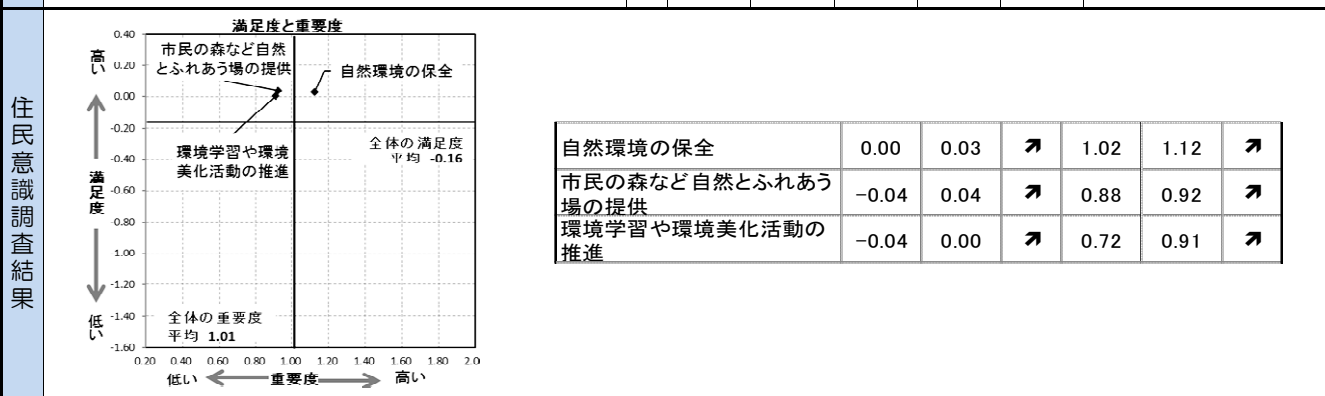 住民意識調査結果
満足度と重要度
高い
満足度
低い
0.40
0.20
0.00
-0.20
-0.40
-0.60
-0.80
1.00
-1.20
-1.40
-1.60
市民の森など自然
とふれあう場の提供
自然環境の保全
環境学習や環境
美化活動の推進
全体の満足度
平均 -0.16
全体の重要度
平均 1.01
0.20 0.40 0.60 0.80 1.00 1.20 1.40 1.60 1.80 2.0
低い 重要度 高い
自然環境の保全 0.00 0.03 ↗ 1.02 1.12 ↗
市民の森など自然とふれあう
場の提供 −0.04 0.04 ↗ 0.88 0.92 ↗
環境学習や環境美化活動の
推進 −0.04 0.00 ↗ 0.72 0.91 ↗